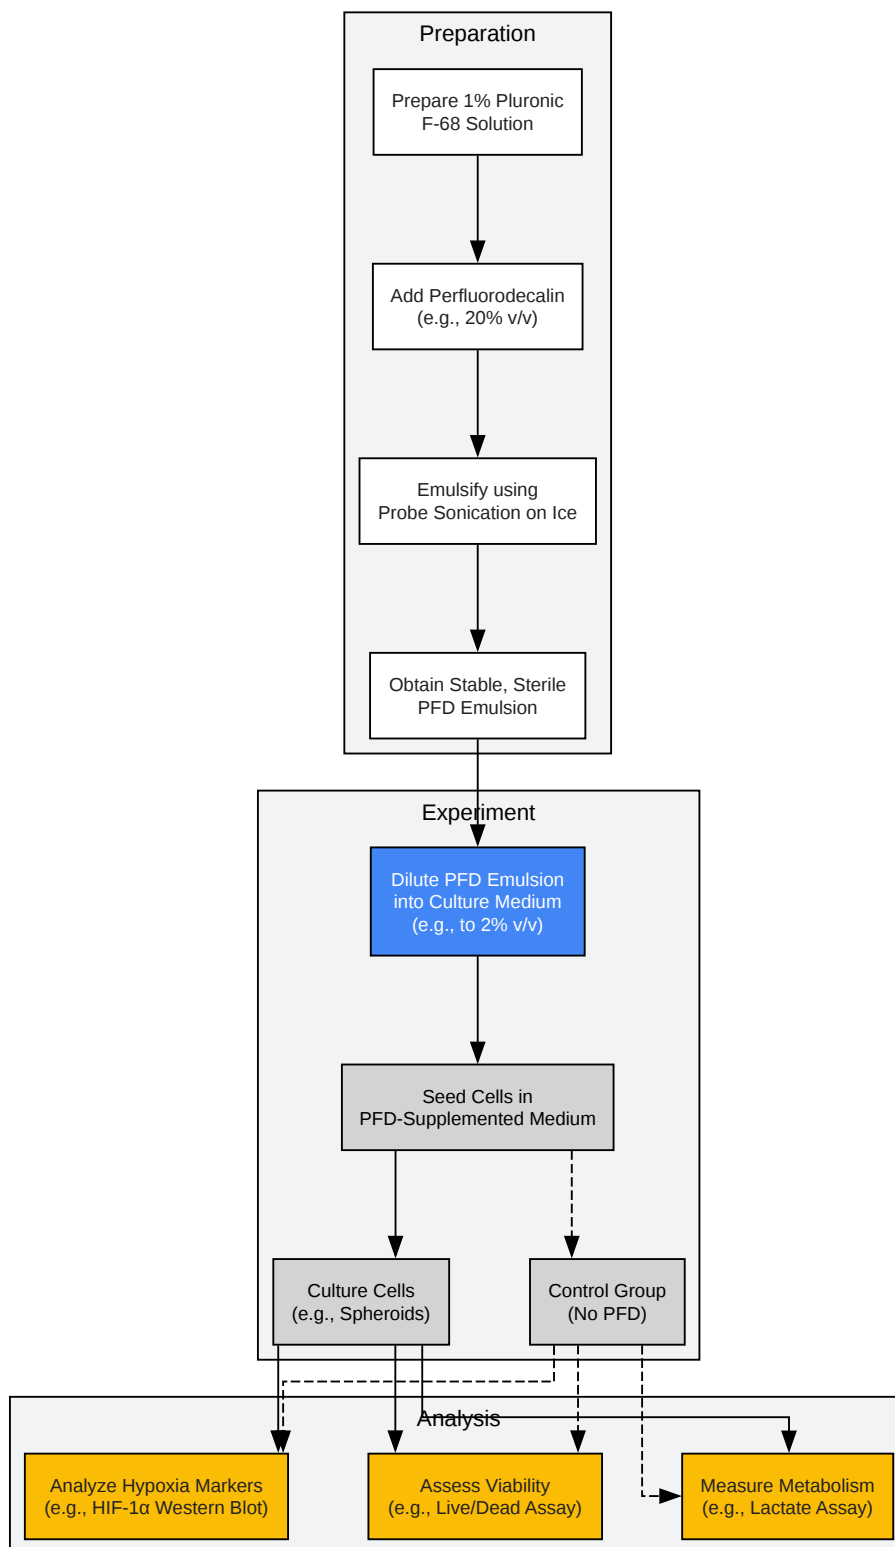 Preparation
Prepare 1% Pluronic
F-68 Solution
Add Perfluorodecalin
(e.g., 20% v/v)
Emulsify using
Probe Sonication on Ice
Obtain Stable, Sterile
PFD Emulsion
Experiment
Dilute PFD Emulsion
into Culture Medium
(e.g., to 2% v/v)
Seed Cells in
PFD-Supplemented Medium
Culture Cells
(e.g., Spheroids)
Control Group
(No PFD)
Analysis
Analyze Hypoxia Markers
(e.g., HIF-1α Western Blot)
Assess Viability
(e.g., Live/Dead Assay)
Measure Metabolism
(e.g., Lactate Assay)